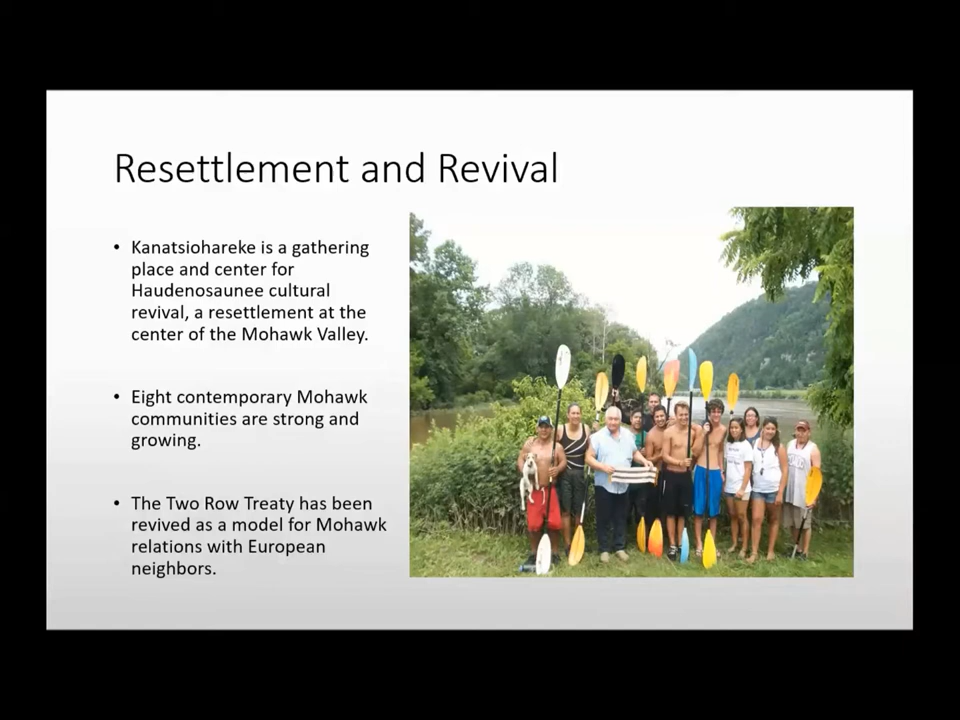 Resettlement and Revival
• Kanatsiohareke is a gathering
place and center for
Haudenosaunee cultural
revival, a resettlement at the
center of the Mohawk Valley.
• Eight contemporary Mohawk
communities are strong and
growing.
• The Two Row Treaty has been
revived as a model for Mohawk
relations with European
neighbors.